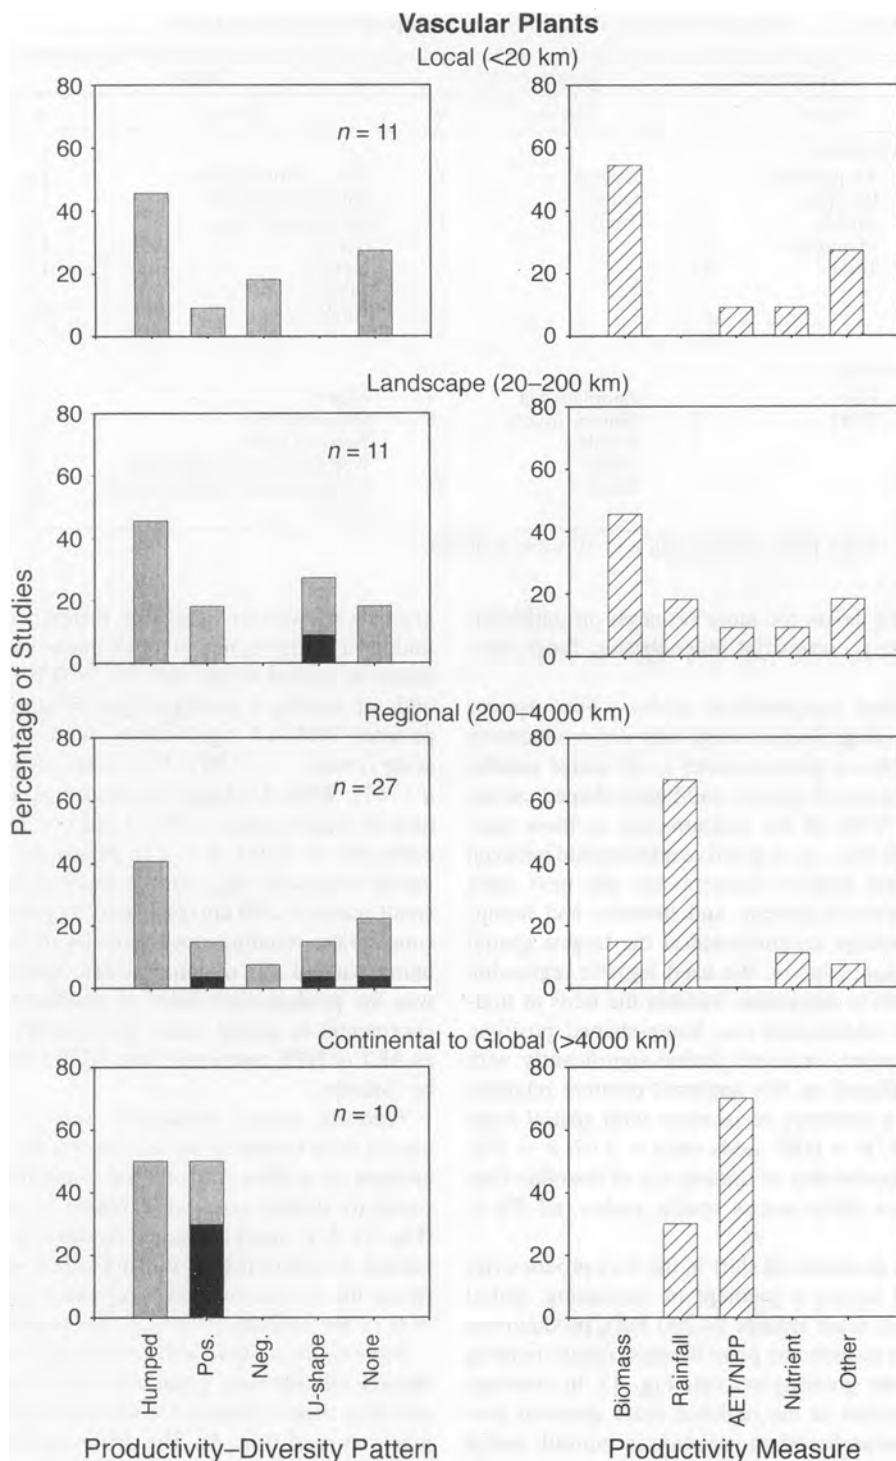 Vascular Plants
Local (<20 km)
80
60
40
20
0
n = 11
80
60
40
20
0
Landscape (20–200 km)
80
60
40
20
0
n = 11
80
60
40
20
0
Percentage of Studies
Regional (200–4000 km)
80
60
40
20
0
n = 27
80
60
40
20
0
Continental to Global (>4000 km)
80
60
40
20
0
n = 10
80
60
40
20
0
Humped
Pos.
Neg.
U-shape
None
Biomass
Rainfall
AET/NPP
Nutrient
Other
Productivity–Diversity Pattern
Productivity Measure